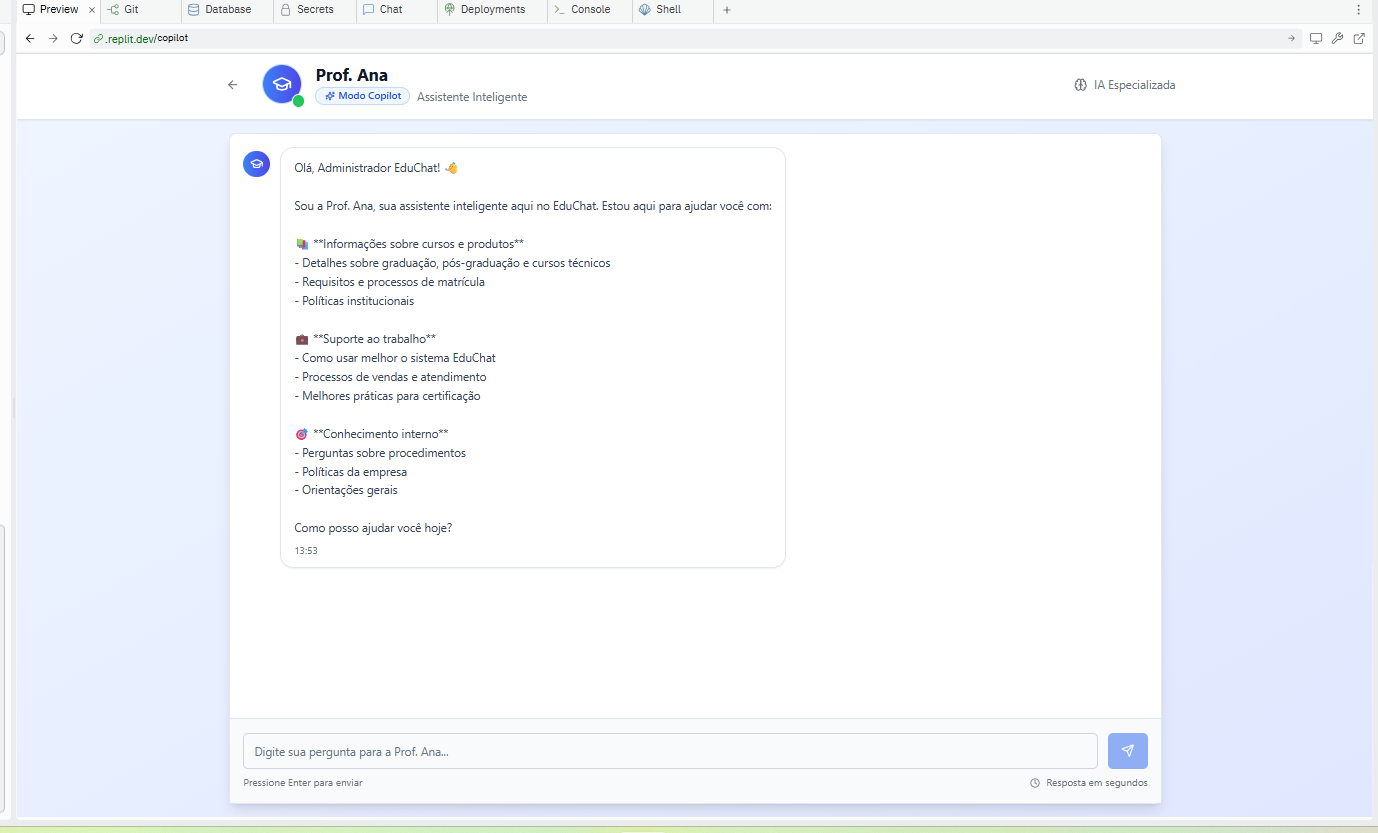 Preview
Git
Database
Secrets
Chat
Deployments
Console
Shell
.replit.dev/copilot
Prof. Ana
Modo Copilot
Assistente Inteligente
IA Especializada
Olá, Administrador EduChat! 👋
Sou a Prof. Ana, sua assistente inteligente aqui no EduChat. Estou aqui para ajudar você com:
📚 **Informações sobre cursos e produtos**
- Detalhes sobre graduação, pós-graduação e cursos técnicos
- Requisitos e processos de matrícula
- Políticas institucionais
💼 **Suporte ao trabalho**
- Como usar melhor o sistema EduChat
- Processos de vendas e atendimento
- Melhores práticas para certificação
🎯 **Conhecimento interno**
- Perguntas sobre procedimentos
- Políticas da empresa
- Orientações gerais
Como posso ajudar você hoje?
13:53
Digite sua pergunta para a Prof. Ana...
Pressione Enter para enviar
Resposta em segundos